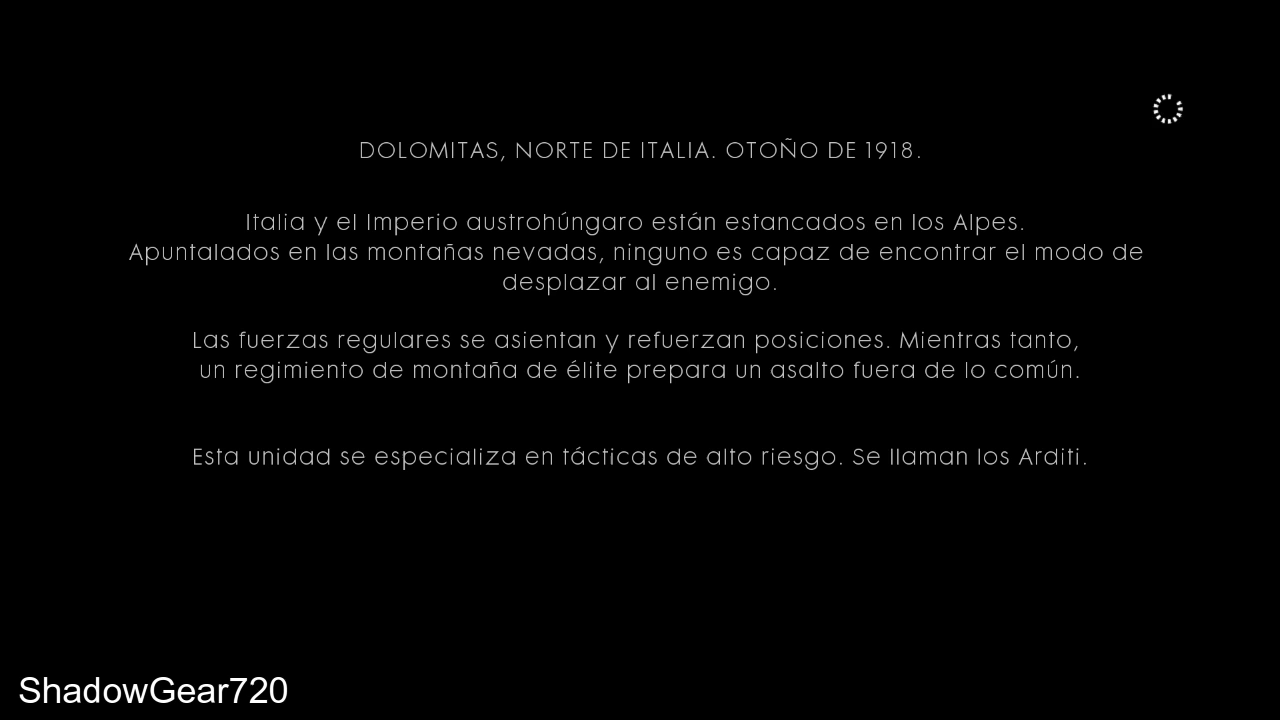 DOLOMITAS, NORTE DE ITALIA. OTOÑO DE 1918.
Italia y el Imperio austrohúngaro están estancados en los Alpes.
Apuntalados en las montañas nevadas, ninguno es capaz de encontrar el modo de
desplazar al enemigo.
Las fuerzas regulares se asientan y refuerzan posiciones. Mientras tanto,
un regimiento de montaña de élite prepara un asalto fuera de lo común.
Esta unidad se especializa en tácticas de alto riesgo. Se llaman los Arditi.
ShadowGear720